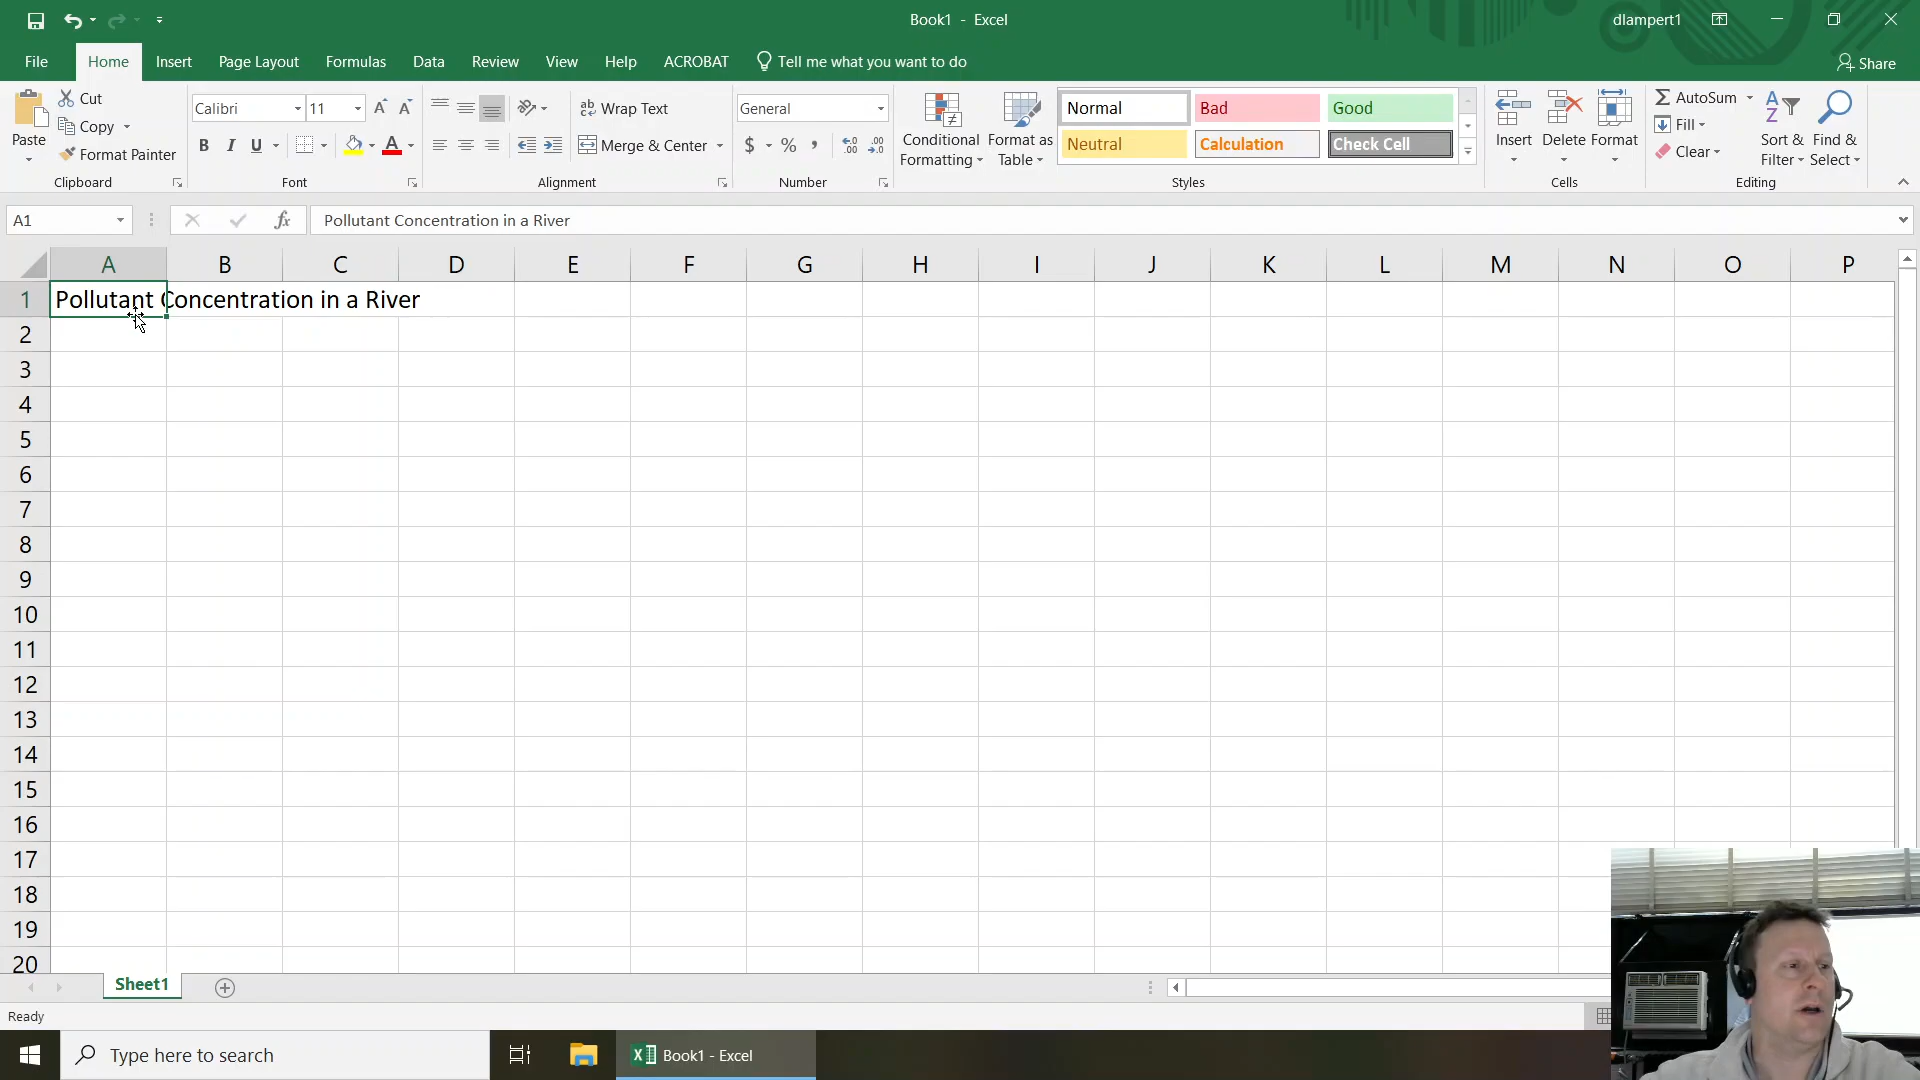 Book1 - Excel
dlampert1
File Home Insert Page Layout Formulas Data Review View Help ACROBAT Tell me what you want to do
Share
Paste
Cut
Copy
Format Painter
Clipboard
Calibri 11
B I U A
Font
Wrap Text
Merge & Center
Alignment
General
$ % ,
Number
Conditional Formatting
Format as Table
Normal Bad Good
Neutral Calculation Check Cell
Styles
Insert Delete Format
Cells
AutoSum
Fill
Clear
Sort & Filter
Find & Select
Editing
A1 fx Pollutant Concentration in a River
A B C D E F G H I J K L M N O P
1 Pollutant Concentration in a River
2
3
4
5
6
7
8
9
10
11
12
13
14
15
16
17
18
19
20
Sheet1
Ready
Type here to search
Book1 - Excel